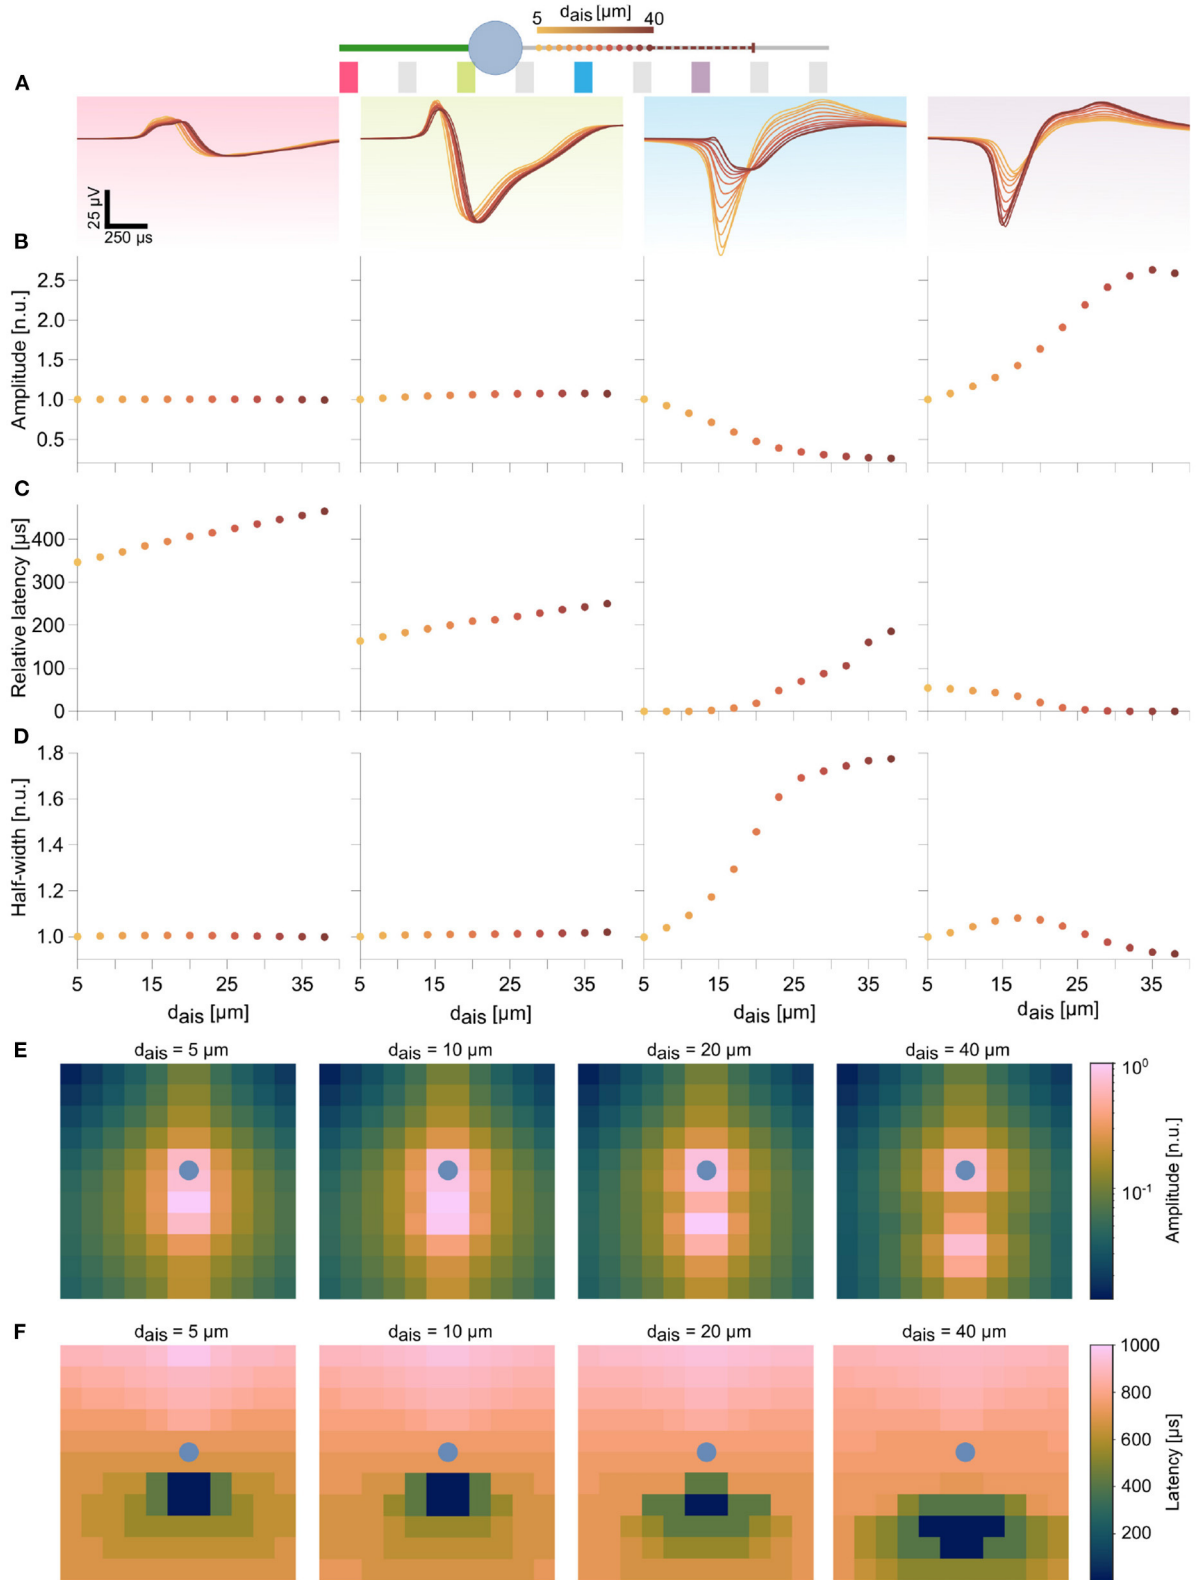 dais [µm]
5 40
A
25 µV
250 µs
B
Amplitude [n.u.]
2.5
2.0
1.5
1.0
0.5
C
Relative latency [µs]
400
300
200
100
0
D
Half-width [n.u.]
1.8
1.6
1.4
1.2
1.0
5 15 25 35 5 15 25 35 5 15 25 35 5 15 25 35
dais [µm] dais [µm] dais [µm] dais [µm]
E
dais = 5 µm dais = 10 µm dais = 20 µm dais = 40 µm
10⁰
10⁻¹
Amplitude [n.u.]
F
dais = 5 µm dais = 10 µm dais = 20 µm dais = 40 µm
1000
800
600
400
200
Latency [µs]